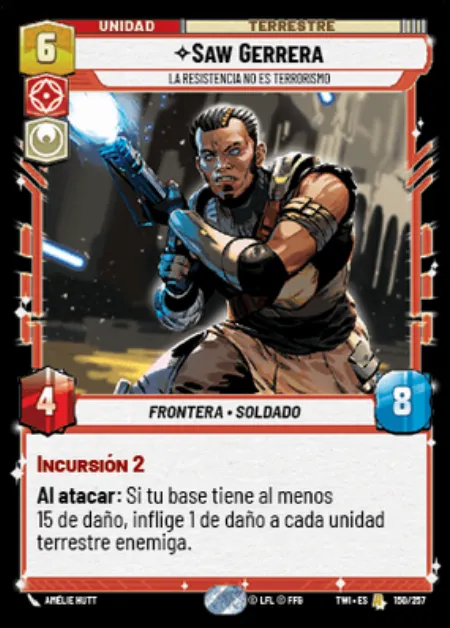 UNIDAD TERRESTRE
6
SAW GERRERA
LA RESISTENCIA NO ES TERRORISMO
4 FRONTERA • SOLDADO 8
INCURSIÓN 2
Al atacar: Si tu base tiene al menos
15 de daño, inflige 1 de daño a cada unidad
terrestre enemiga.
AMÉLIE HUTT © LFL © FFG TWI • ES R 150/257